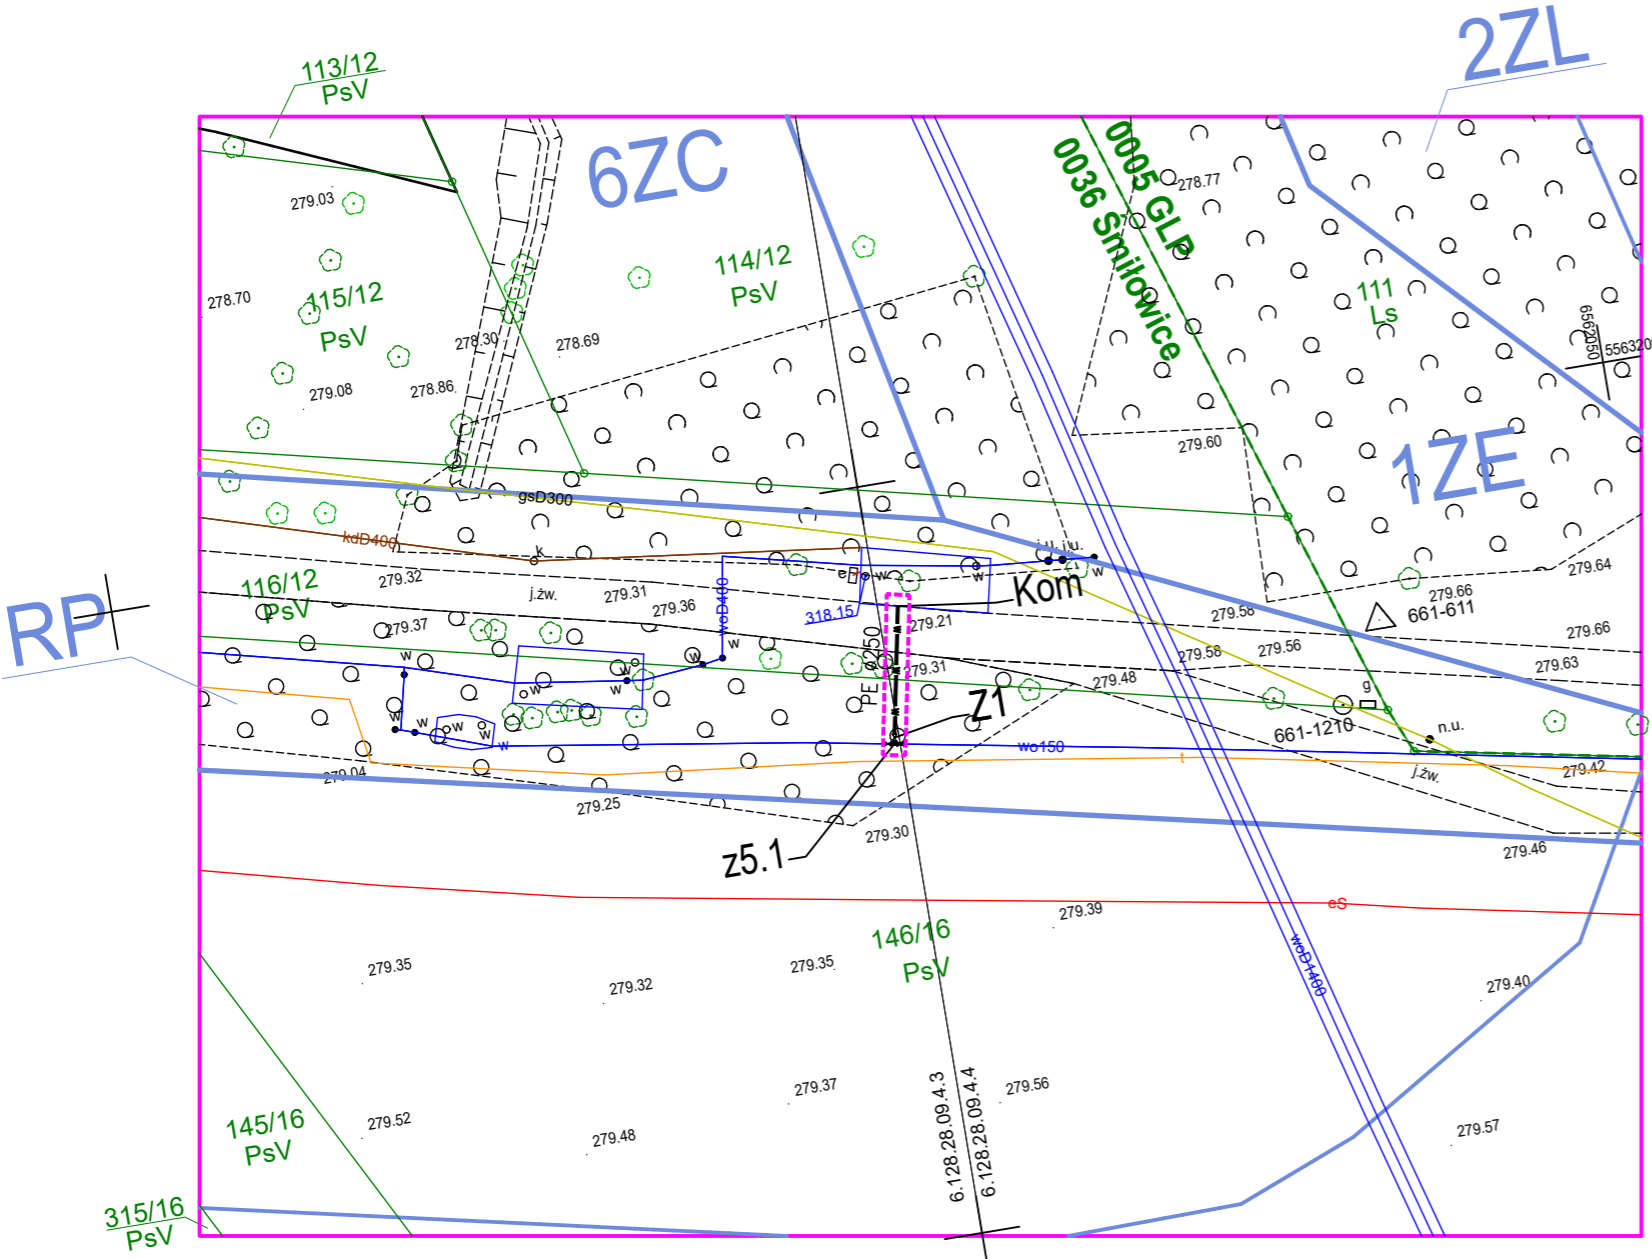 2ZL
113/12
PsV
6ZC
0005 GLP
0036 Śmiłowice
279.03
278.77
114/12
PsV
278.70
115/12
PsV
111
Ls
6562050
556320
278.30
278.69
279.08
278.86
279.60
1ZE
gsD300
kdD400
k
j.u.
j.u.
w
e
w
w
Kom
116/12
PsV
279.32
j.żw.
279.31
279.36
woD400
318.15
279.21
279.58
279.66
661-611
279.64
RP
279.37
279.66
279.58
279.56
279.63
w
w
w
w
w
w
PE ø250
279.31
279.48
g
Z1
661-1210
n.u.
w
w
w
w
w
wo150
t
j.żw.
279.42
279.04
279.25
279.30
z5.1
279.46
eS
279.39
146/16
PsV
woD1400
279.35
279.32
279.35
279.40
279.37
279.56
6.128.28.09.4.3
6.128.28.09.4.4
145/16
PsV
279.52
279.48
279.57
315/16
PsV